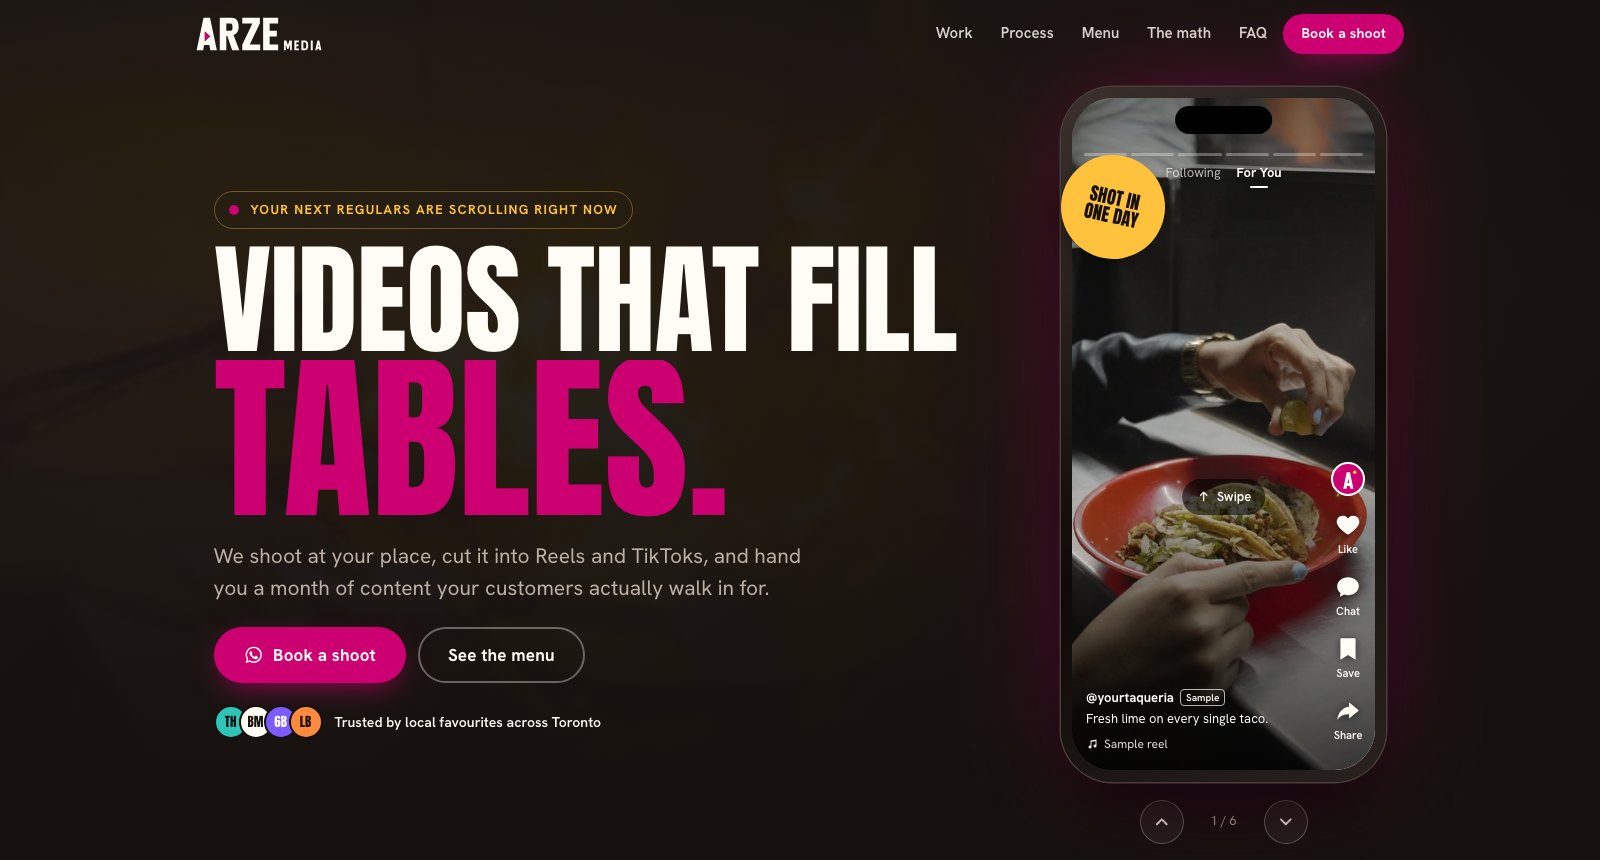 ARZE MEDIA
Work
Process
Menu
The math
FAQ
Book a shoot
YOUR NEXT REGULARS ARE SCROLLING RIGHT NOW
VIDEOS THAT FILL
TABLES.
We shoot at your place, cut it into Reels and TikToks, and hand
you a month of content your customers actually walk in for.
Book a shoot
See the menu
TH
BM
GB
LB
Trusted by local favourites across Toronto
Following
For You
SHOT IN
ONE DAY
↑ Swipe
A
Like
Chat
Save
Share
@yourtaqueria
Sample
Fresh lime on every single taco.
Sample reel
1 / 6